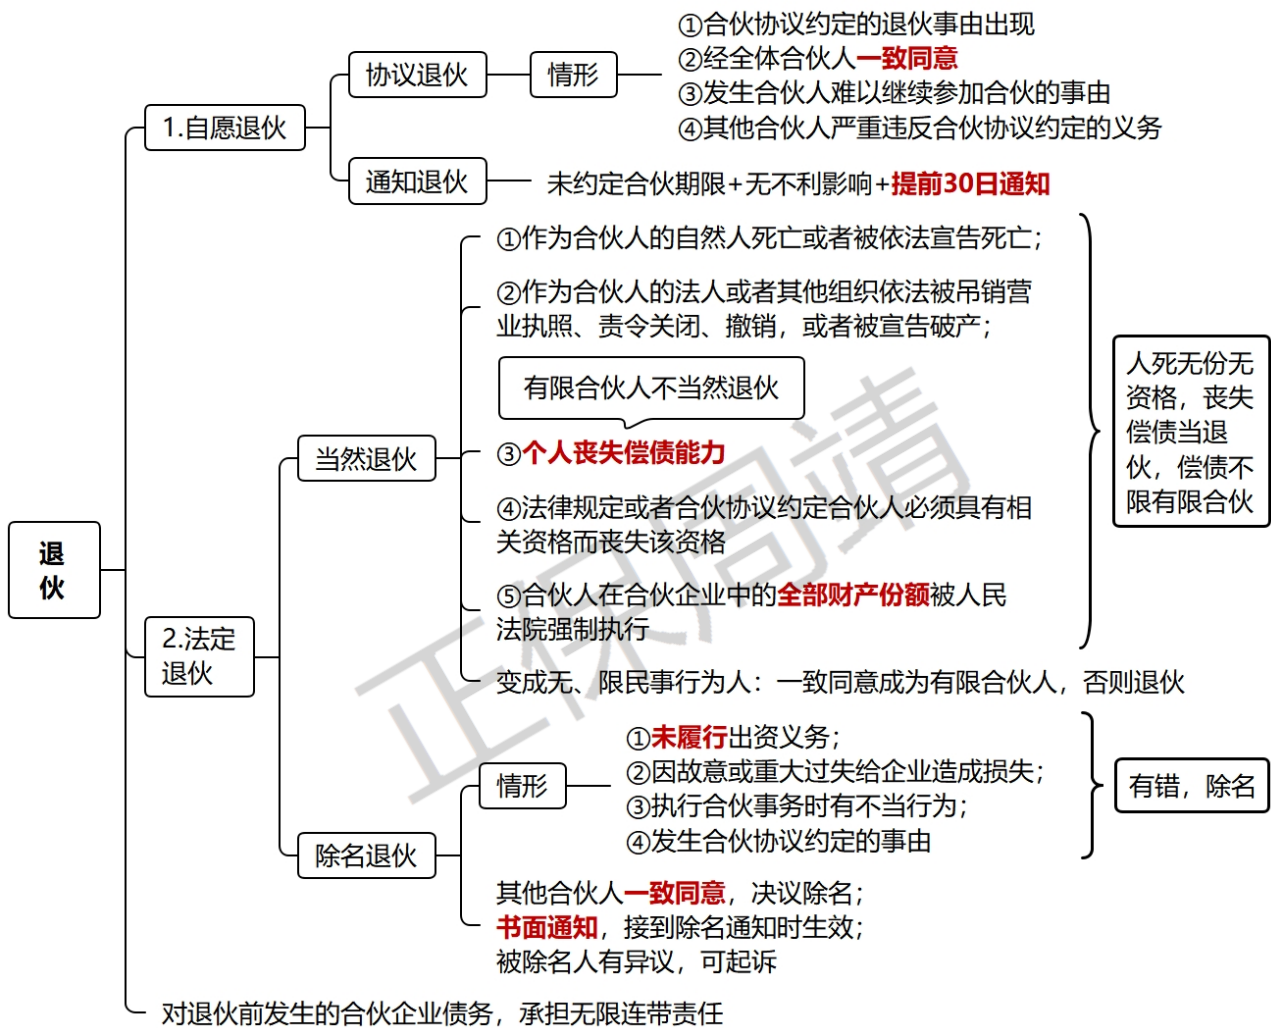 退
伙
1.自愿退伙
协议退伙
情形
①合伙协议约定的退伙事由出现
②经全体合伙人一致同意
③发生合伙人难以继续参加合伙的事由
④其他合伙人严重违反合伙协议约定的义务
通知退伙
未约定合伙期限+无不利影响+提前30日通知
2.法定
退伙
当然退伙
①作为合伙人的自然人死亡或者被依法宣告死亡；
②作为合伙人的法人或者其他组织依法被吊销营
业执照、责令关闭、撤销，或者被宣告破产；
有限合伙人不当然退伙
③个人丧失偿债能力
④法律规定或者合伙协议约定合伙人必须具有相
关资格而丧失该资格
⑤合伙人在合伙企业中的全部财产份额被人民
法院强制执行
人死无份无
资格，丧失
偿债当退
伙，偿债不
限有限合伙
变成无、限民事行为人：一致同意成为有限合伙人，否则退伙
除名退伙
情形
①未履行出资义务；
②因故意或重大过失给企业造成损失；
③执行合伙事务时有不当行为；
④发生合伙协议约定的事由
有错，除名
其他合伙人一致同意，决议除名；
书面通知，接到除名通知时生效；
被除名人有异议，可起诉
对退伙前发生的合伙企业债务，承担无限连带责任
正保周靖